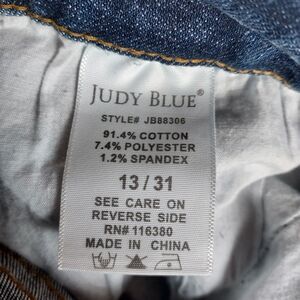 JUDY BLUE®
STYLE# JB88306
91.4% COTTON
7.4% POLYESTER
1.2% SPANDEX
13 / 31
SEE CARE ON
REVERSE SIDE
RN# 116380
MADE IN CHINA